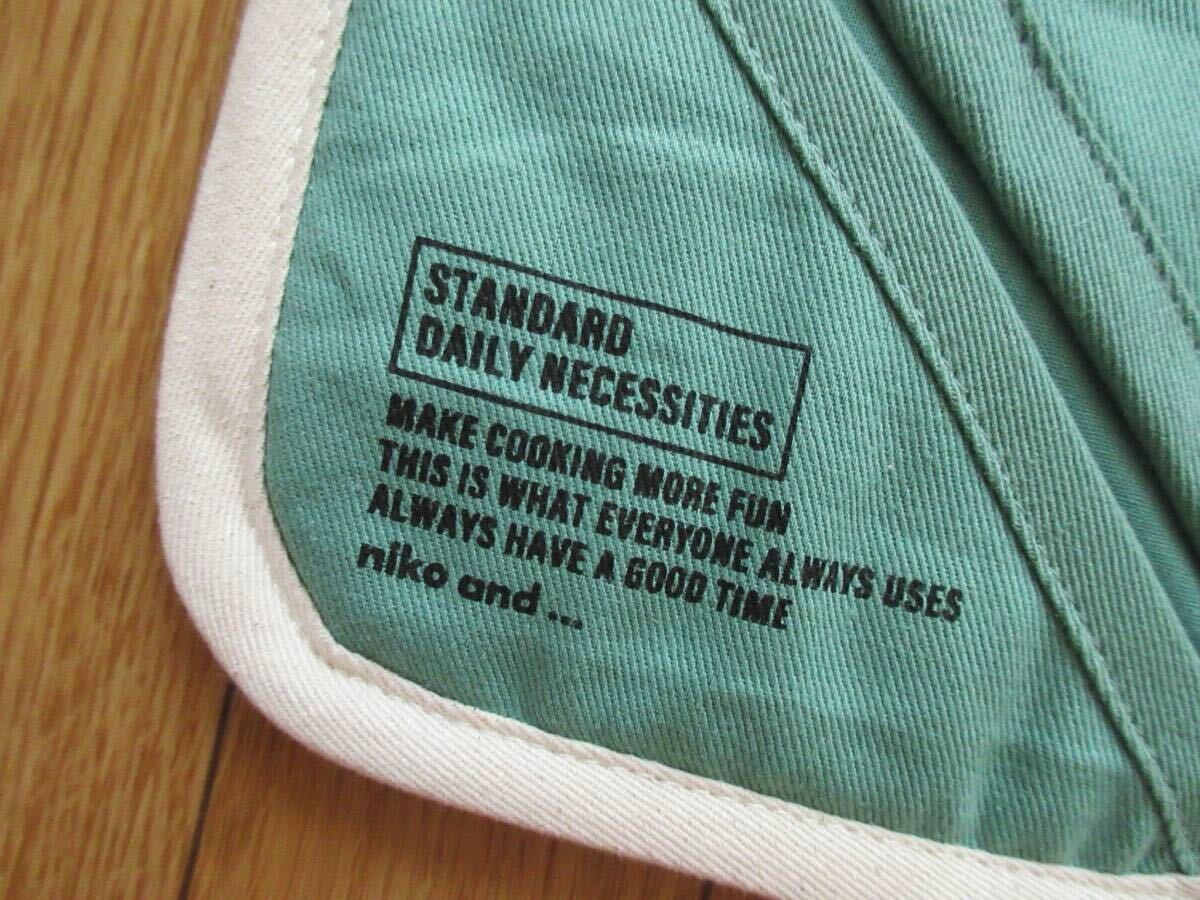 STANDARD
DAILY NECESSITIES
MAKE COOKING MORE FUN
THIS IS WHAT EVERYONE ALWAYS USES
ALWAYS HAVE A GOOD TIME
niko and ...